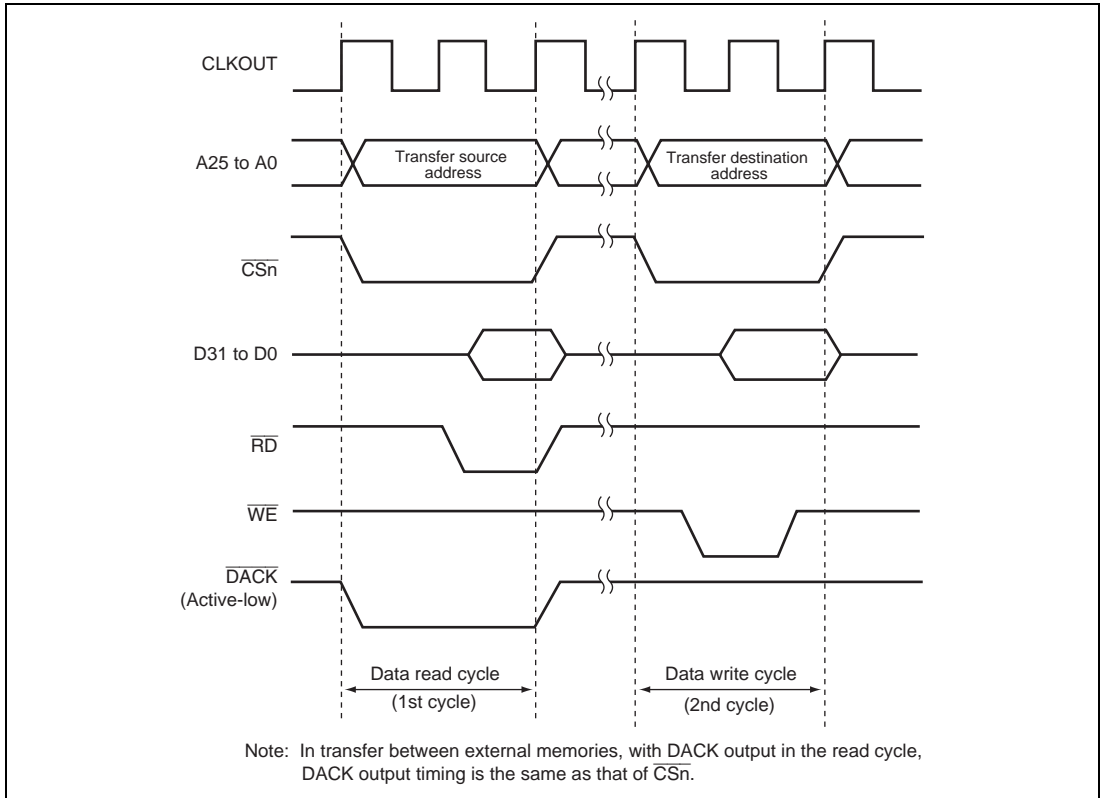 CLKOUT
A25 to A0
Transfer source
address
Transfer destination
address
CSn
D31 to D0
RD
WE
DACK
(Active-low)
Data read cycle
(1st cycle)
Data write cycle
(2nd cycle)
Note: In transfer between external memories, with DACK output in the read cycle,
DACK output timing is the same as that of CSn.